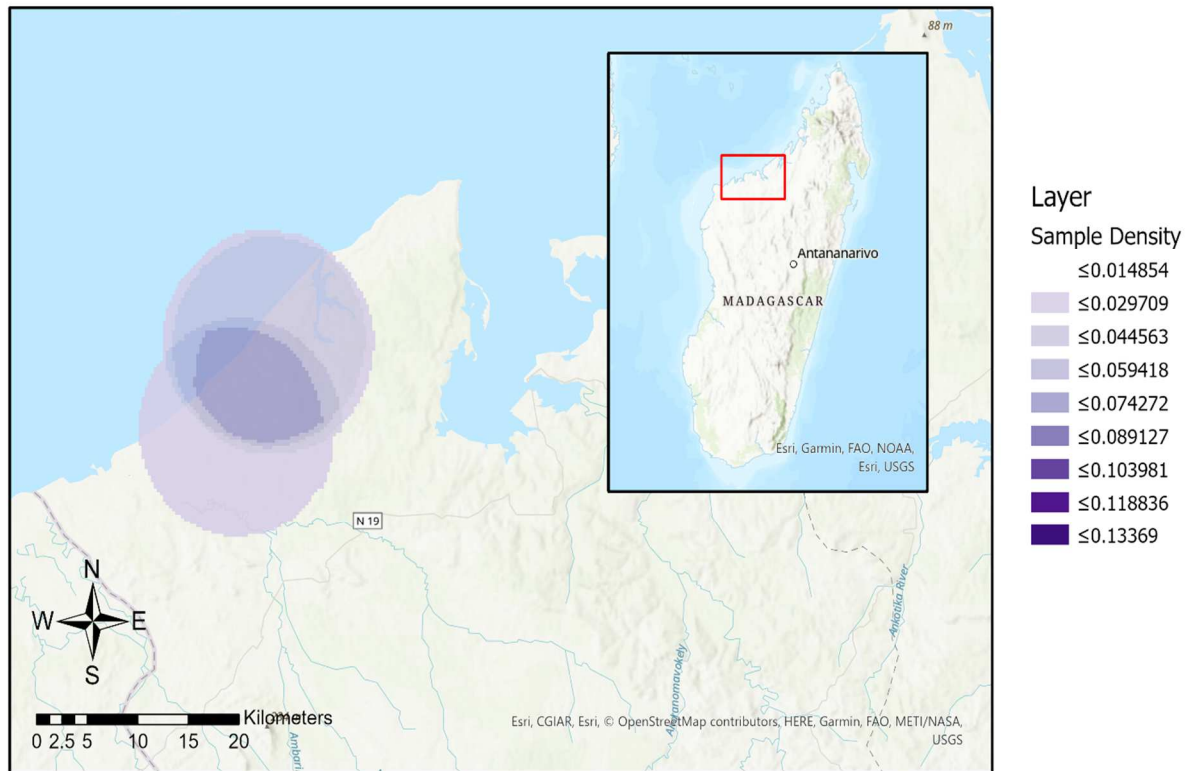 88 m
Antananarivo
MADAGASCAR
Esri, Garmin, FAO, NOAA,
Esri, USGS
N 19
Ankotika River
N
W E
S
Kilometers
0 2.5 5 10 15 20
Esri, CGIAR, Esri, © OpenStreetMap contributors, HERE, Garmin, FAO, METI/NASA,
USGS
Layer
Sample Density
≤0.014854
≤0.029709
≤0.044563
≤0.059418
≤0.074272
≤0.089127
≤0.103981
≤0.118836
≤0.13369